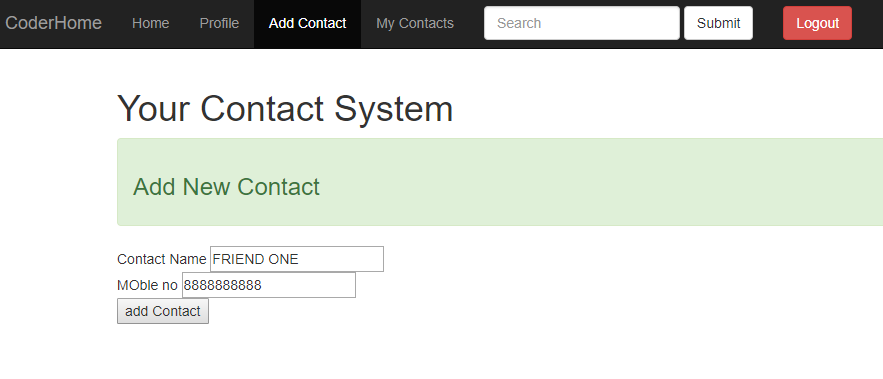 CoderHome Home Profile Add Contact My Contacts Search Submit Logout
Your Contact System
Add New Contact
Contact Name FRIEND ONE
MOble no 8888888888
add Contact